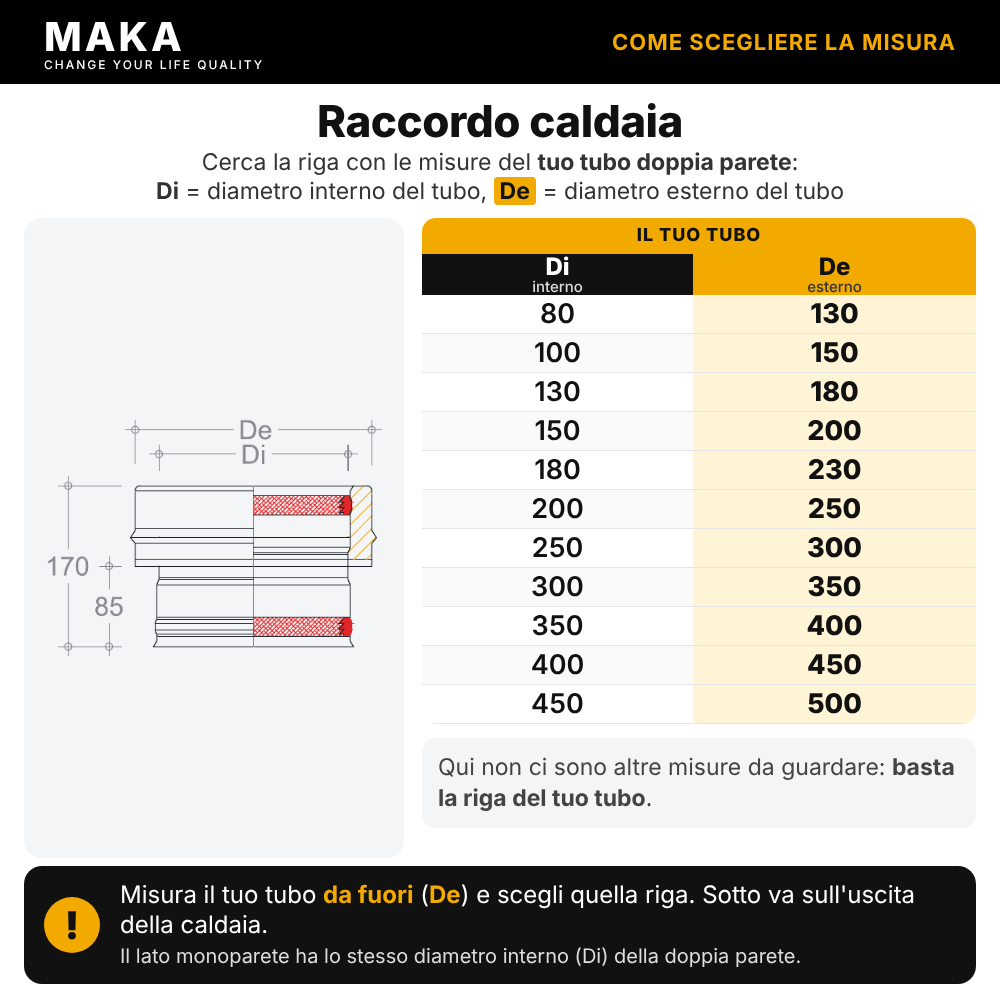 MAKA
CHANGE YOUR LIFE QUALITY
COME SCEGLIERE LA MISURA
Raccordo caldaia
Cerca la riga con le misure del tuo tubo doppia parete:
Di = diametro interno del tubo, De = diametro esterno del tubo
De
Di
170
85
IL TUO TUBO
Di De
interno esterno
80 130
100 150
130 180
150 200
180 230
200 250
250 300
300 350
350 400
400 450
450 500
Qui non ci sono altre misure da guardare: basta
la riga del tuo tubo.
!
Misura il tuo tubo da fuori (De) e scegli quella riga. Sotto va sull'uscita
della caldaia.
Il lato monoparete ha lo stesso diametro interno (Di) della doppia parete.